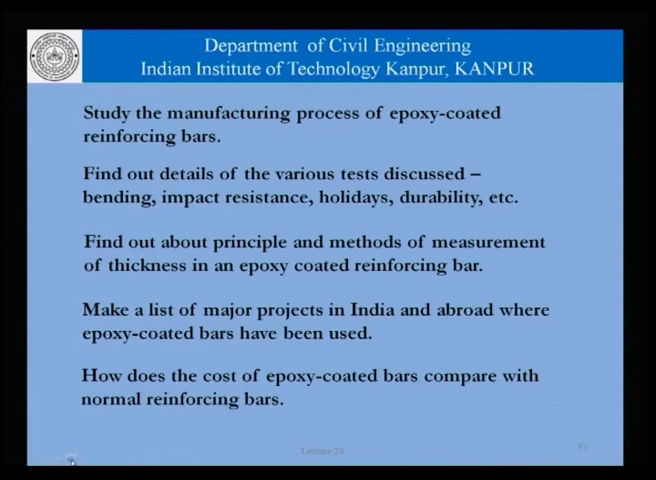 Department of Civil Engineering
Indian Institute of Technology Kanpur, KANPUR
Study the manufacturing process of epoxy-coated
reinforcing bars.
Find out details of the various tests discussed –
bending, impact resistance, holidays, durability, etc.
Find out about principle and methods of measurement
of thickness in an epoxy coated reinforcing bar.
Make a list of major projects in India and abroad where
epoxy-coated bars have been used.
How does the cost of epoxy-coated bars compare with
normal reinforcing bars.
Lecture 28